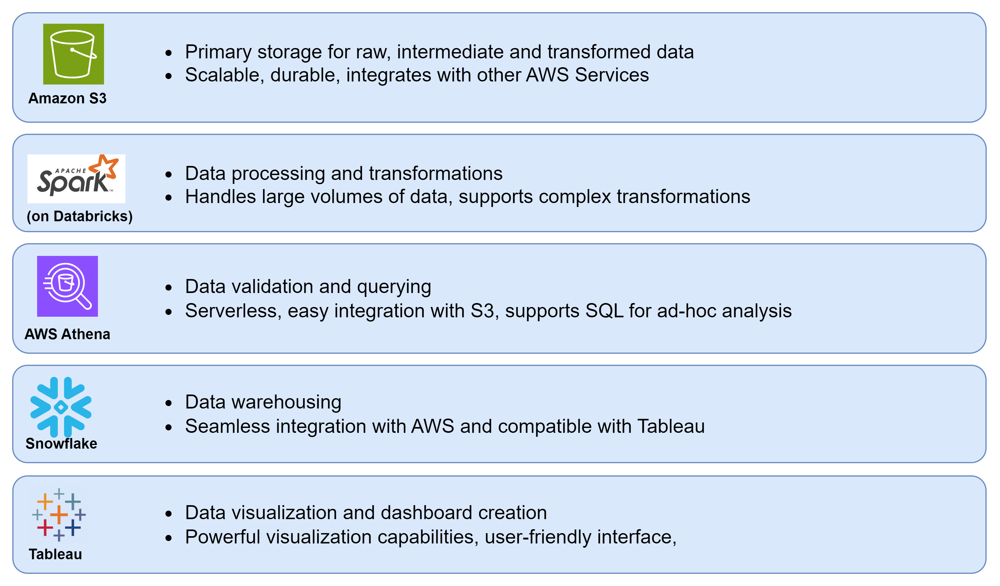 Primary storage for raw, intermediate and transformed data
Scalable, durable, integrates with other AWS Services
Amazon S3
APACHE
Spark™
(on Databricks)
Data processing and transformations
Handles large volumes of data, supports complex transformations
Data validation and querying
Serverless, easy integration with S3, supports SQL for ad-hoc analysis
AWS Athena
Data warehousing
Seamless integration with AWS and compatible with Tableau
Snowflake
Data visualization and dashboard creation
Powerful visualization capabilities, user-friendly interface,
Tableau